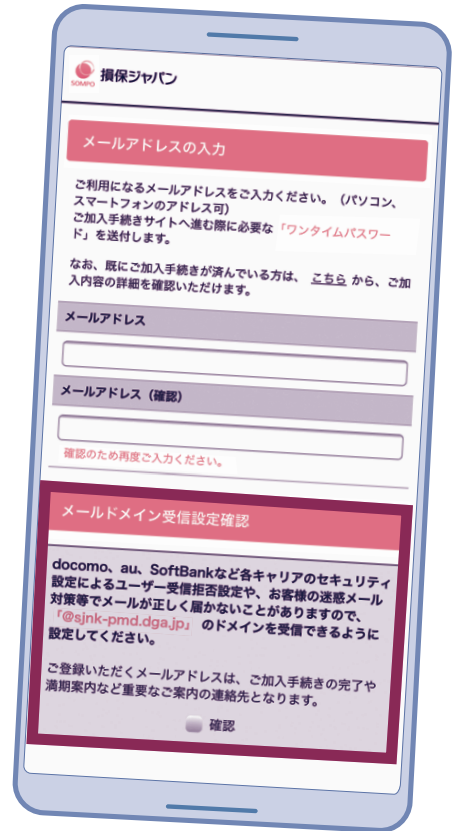 SOMPO 損保ジャパン
メールアドレスの入力
ご利用になるメールアドレスをご入力ください。（パソコン、
スマートフォンのアドレス可）
ご加入手続きサイトへ進む際に必要な「ワンタイムパスワー
ド」を送付します。
なお、既にご加入手続きが済んでいる方は、 こちら から、ご加
入内容の詳細を確認いただけます。
メールアドレス
メールアドレス（確認）
確認のため再度ご入力ください。
メールドメイン受信設定確認
docomo、au、SoftBankなど各キャリアのセキュリティ
設定によるユーザー受信拒否設定や、お客様の迷惑メール
対策等でメールが正しく届かないことがありますので、
「@sjnk-pmd.dga.jp」 のドメインを受信できるように
設定してください。
ご登録いただくメールアドレスは、ご加入手続きの完了や
満期案内など重要なご案内の連絡先となります。
確認